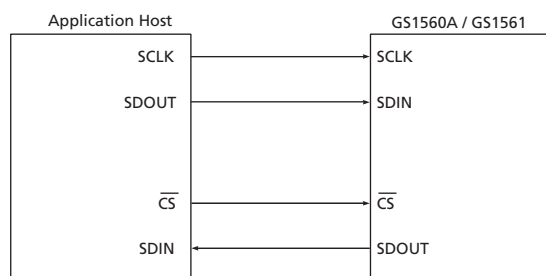 Application Host GS1560A / GS1561
SCLK SCLK
SDOUT SDIN
CS CS
SDIN SDOUT